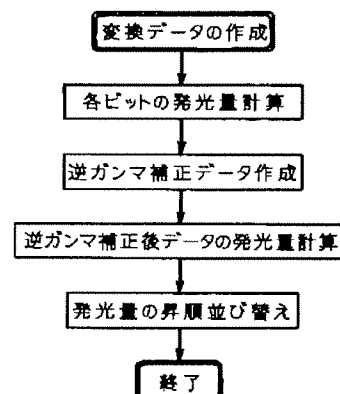 変換データの作成
各ビットの発光量計算
逆ガンマ補正データ作成
逆ガンマ補正後データの発光量計算
発光量の昇順並び替え
終了